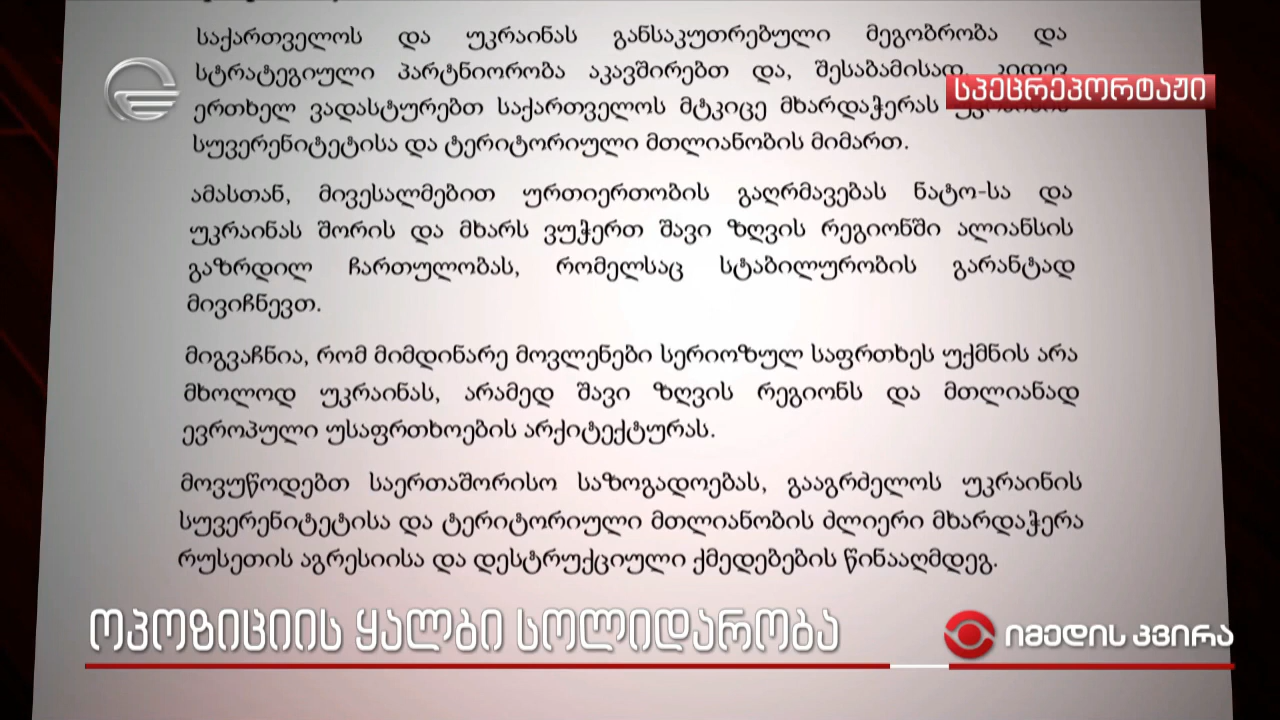 საქართველოს და უკრაინას განსაკუთრებული მეგობრობა და
სტრატეგიული პარტნიორობა აკავშირებთ და, შესაბამისად, კიდევ
სპეცრეპორტაჟი
ერთხელ ვადასტურებთ საქართველოს მტკიცე მხარდაჭერას
სუვერენიტეტისა და ტერიტორიული მთლიანობის მიმართ.
ამასთან, მივესალმებით ურთიერთობის გაღრმავებას ნატო-სა და
უკრაინას შორის და მხარს ვუჭერთ შავი ზღვის რეგიონში ალიანსის
გაზრდილ ჩართულობას, რომელსაც სტაბილურობის გარანტად
მივიჩნევთ.
მიგვაჩნია, რომ მიმდინარე მოვლენები სერიოზულ საფრთხეს უქმნის არა
მხოლოდ უკრაინას, არამედ შავი ზღვის რეგიონს და მთლიანად
ევროპული უსაფრთხოების არქიტექტურას.
მოვუწოდებთ საერთაშორისო საზოგადოებას, გააგრძელოს უკრაინის
სუვერენიტეტისა და ტერიტორიული მთლიანობის ძლიერი მხარდაჭერა
რუსეთის აგრესიისა და დესტრუქციული ქმედებების წინააღმდეგ.
ოპოზიციის ყალბი სოლიდარობა
იმედის კვირა